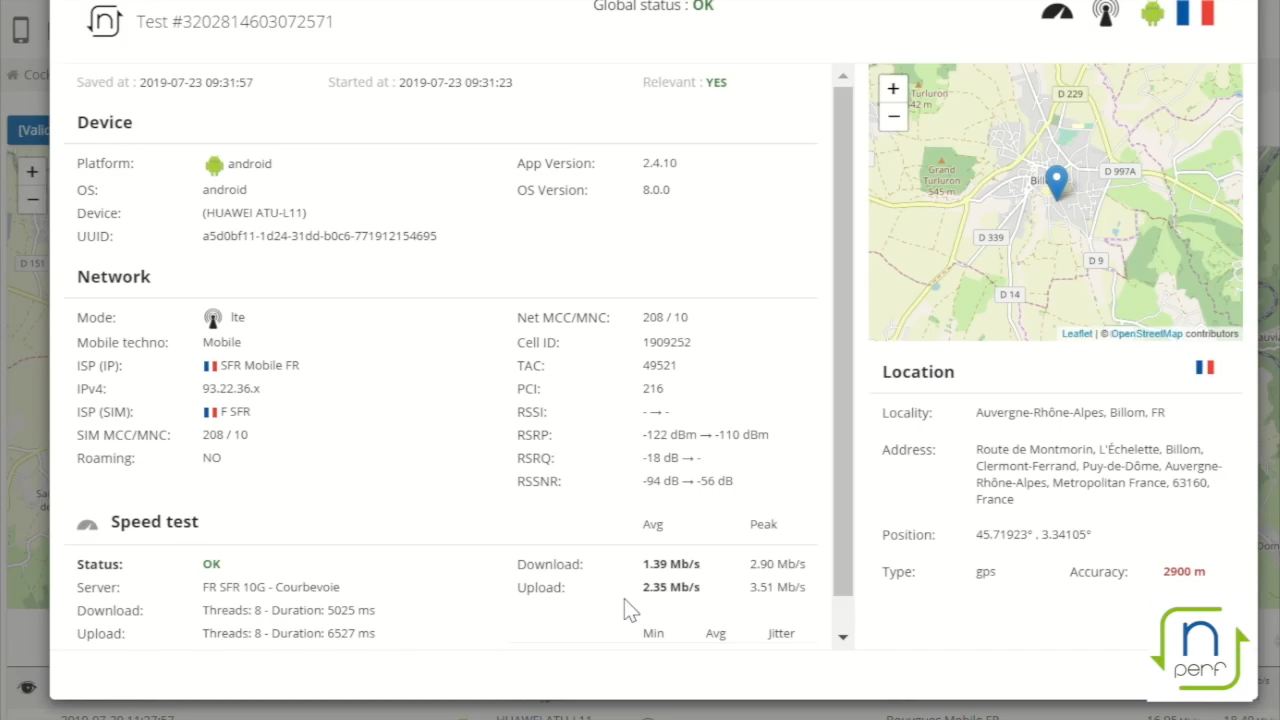 Global status : OK
Test #3202814603072571
Saved at : 2019-07-23 09:31:57 Started at : 2019-07-23 09:31:23 Relevant : YES
Device
Platform: android App Version: 2.4.10
OS: android OS Version: 8.0.0
Device: (HUAWEI ATU-L11)
UUID: a5d0bf11-1d24-31dd-b0c6-771912154695
Network
Mode: lte Net MCC/MNC: 208 / 10
Mobile techno: Mobile Cell ID: 1909252
ISP (IP): SFR Mobile FR TAC: 49521
IPv4: 93.22.36.x PCI: 216
ISP (SIM): F SFR RSSI: - → -
SIM MCC/MNC: 208 / 10 RSRP: -122 dBm → -110 dBm
Roaming: NO RSRQ: -18 dB → -
RSSNR: -94 dB → -56 dB
Speed test Avg Peak
Status: OK Download: 1.39 Mb/s 2.90 Mb/s
Server: FR SFR 10G - Courbevoie Upload: 2.35 Mb/s 3.51 Mb/s
Download: Threads: 8 - Duration: 5025 ms
Upload: Threads: 8 - Duration: 6527 ms Min Avg Jitter
+
−
Turluron
D 229
Grand
Turluron
545 m
D 997A
Bill
D 339
D 9
D 14
Leaflet | © OpenStreetMap contributors
Location
Locality: Auvergne-Rhône-Alpes, Billom, FR
Address: Route de Montmorin, L'Échelette, Billom,
Clermont-Ferrand, Puy-de-Dôme, Auvergne-
Rhône-Alpes, Metropolitan France, 63160,
France
Position: 45.71923° , 3.34105°
Type: gps Accuracy: 2900 m
n
perf
[Valid
+
−
D 151